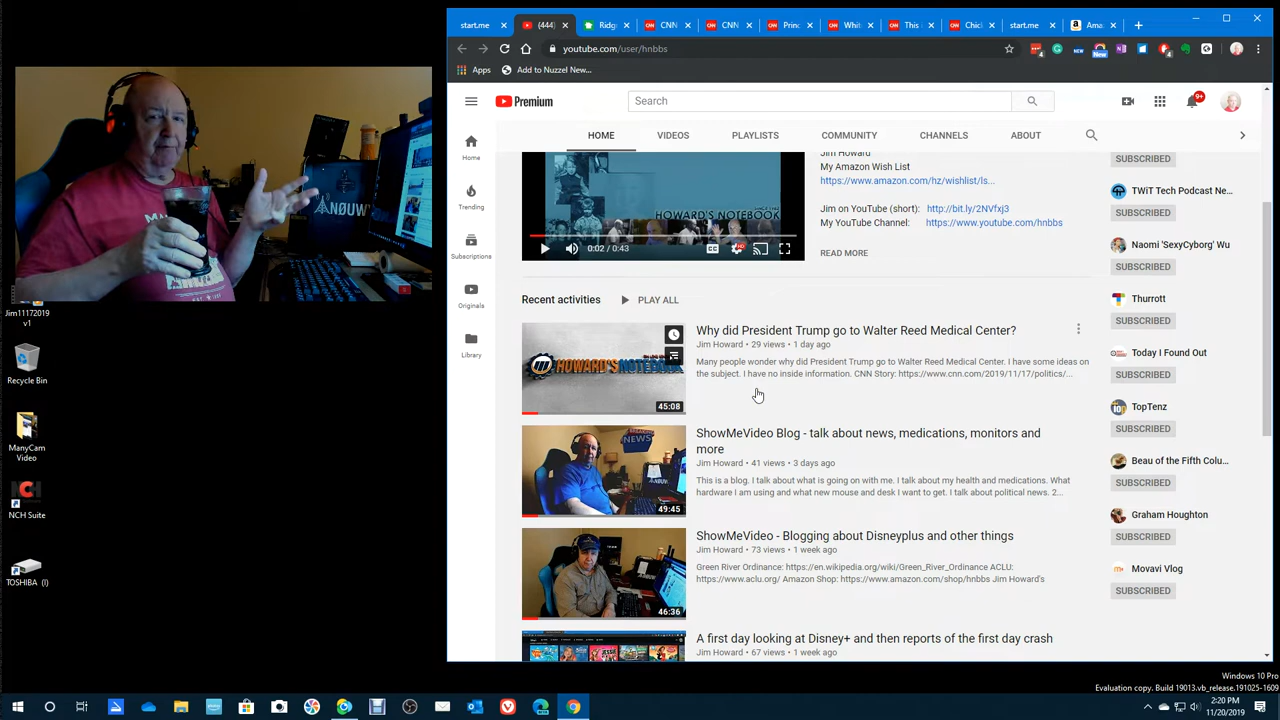 start.me
(444)
Ridge
CNN
CNN
Princ
Whit
This
Chic
start.me
Ama
youtube.com/user/hnbbs
Apps
Add to Nuzzel New...
Premium
Search
9+
HOME
VIDEOS
PLAYLISTS
COMMUNITY
CHANNELS
ABOUT
Home
Trending
Subscriptions
Originals
Library
HOWARD'S NOTEBOOK
0:02 / 0:43
Jim Howard
My Amazon Wish List
https://www.amazon.com/hz/wishlist/ls...
Jim on YouTube (short): http://bit.ly/2NVfxj3
My YouTube Channel: https://www.youtube.com/hnbbs
READ MORE
Recent activities
PLAY ALL
HOWARD'S NOTEBOOK
45:08
Why did President Trump go to Walter Reed Medical Center?
Jim Howard • 29 views • 1 day ago
Many people wonder why did President Trump go to Walter Reed Medical Center. I have some ideas on
the subject. I have no inside information. CNN Story: https://www.cnn.com/2019/11/17/politics/...
NEWS
49:45
ShowMeVideo Blog - talk about news, medications, monitors and
more
Jim Howard • 41 views • 3 days ago
This is a blog. I talk about what is going on with me. I talk about my health and medications. What
hardware I am using and what new mouse and desk I want to get. I talk about political news. 2...
46:36
ShowMeVideo - Blogging about Disneyplus and other things
Jim Howard • 73 views • 1 week ago
Green River Ordinance: https://en.wikipedia.org/wiki/Green_River_Ordinance ACLU:
https://www.aclu.org/ Amazon Shop: https://www.amazon.com/shop/hnbbs Jim Howard's
A first day looking at Disney+ and then reports of the first day crash
Jim Howard • 67 views • 1 week ago
SUBSCRIBED
TWiT Tech Podcast Ne...
SUBSCRIBED
Naomi 'SexyCyborg' Wu
SUBSCRIBED
Thurrott
SUBSCRIBED
Today I Found Out
SUBSCRIBED
TopTenz
SUBSCRIBED
Beau of the Fifth Colu...
SUBSCRIBED
Graham Houghton
SUBSCRIBED
Movavi Vlog
SUBSCRIBED
ANØUWY
Jim11172019
v1
Recycle Bin
ManyCam
Video
NCH Suite
TOSHIBA (I)
Windows 10 Pro
Evaluation copy. Build 19013.vb_release.191025-1609
2:20 PM
11/20/2019